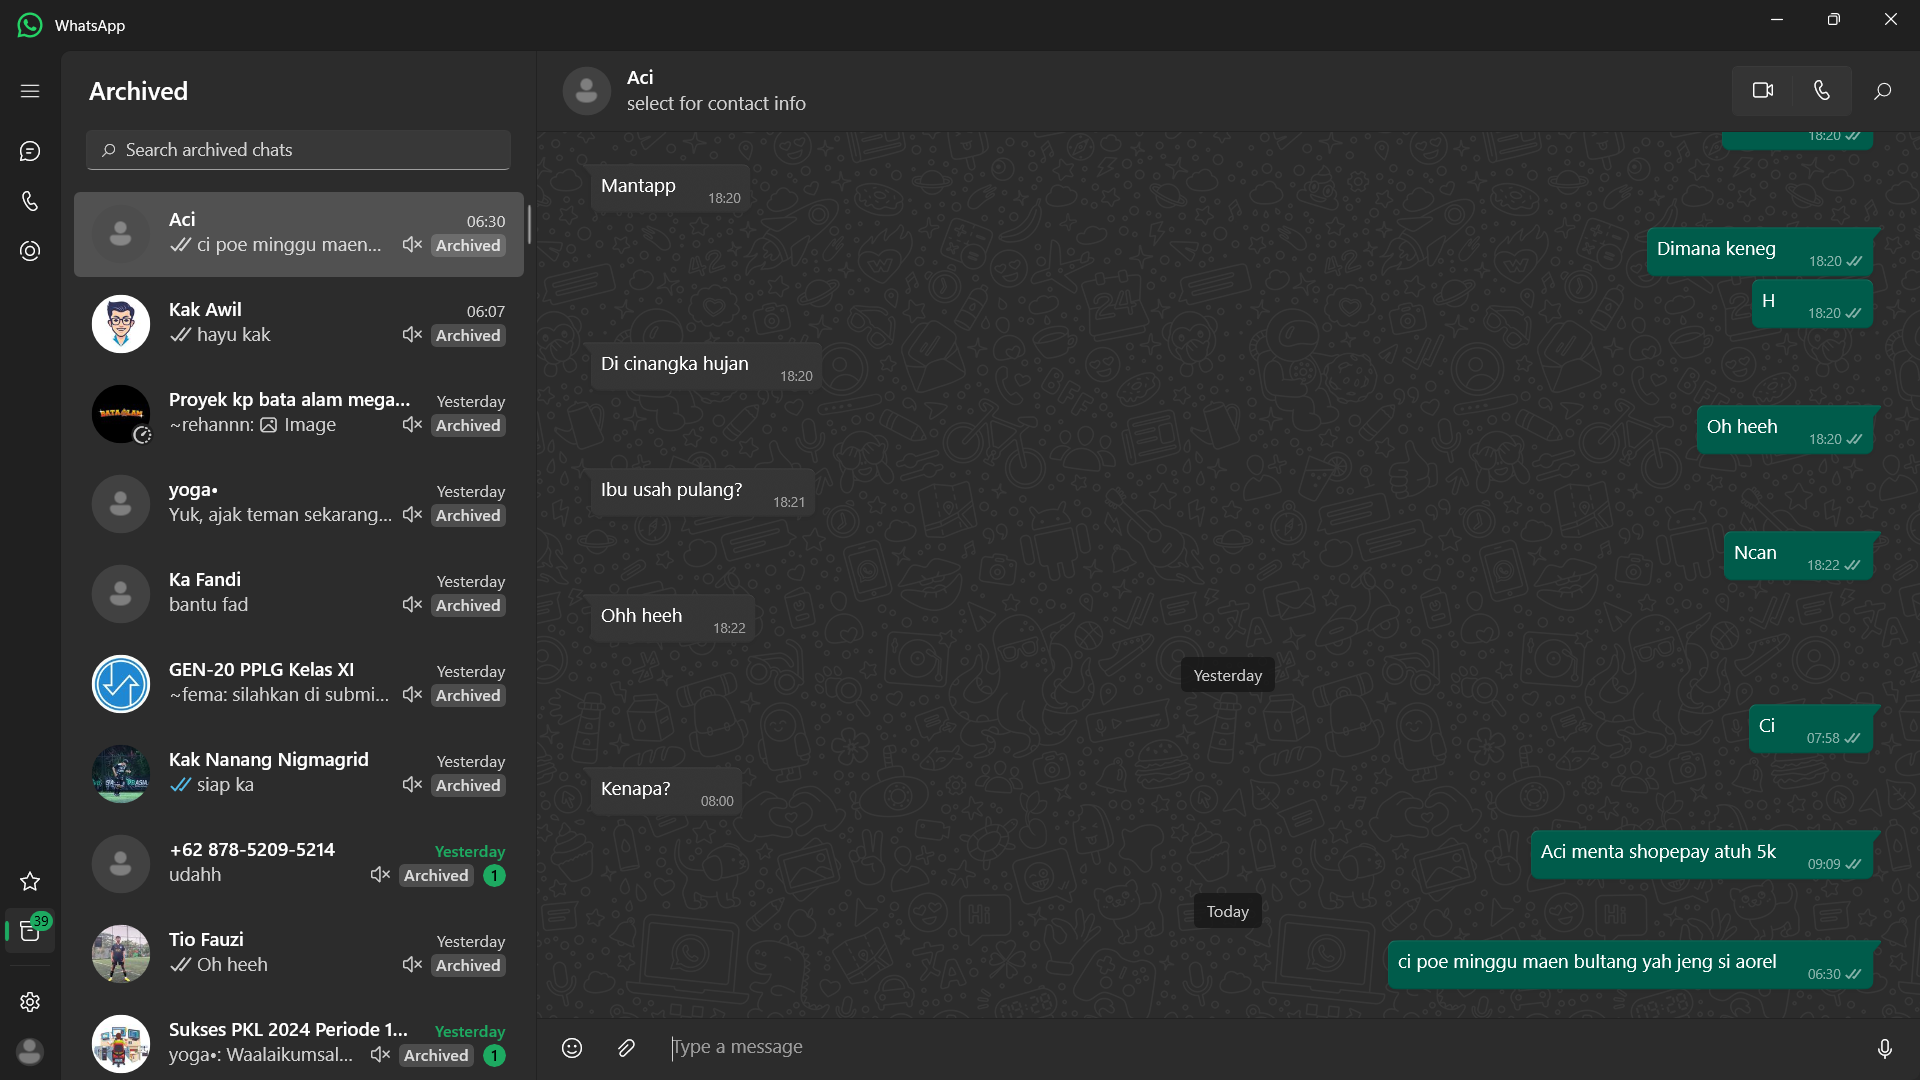 WhatsApp
Archived
Search archived chats
Aci
06:30
ci poe minggu maen...
Archived
Kak Awil
06:07
hayu kak
Archived
Proyek kp bata alam mega...
Yesterday
~rehannn: Image
Archived
BATA ALAM
yoga•
Yesterday
Yuk, ajak teman sekarang...
Archived
Ka Fandi
Yesterday
bantu fad
Archived
GEN-20 PPLG Kelas XI
Yesterday
~fema: silahkan di submi...
Archived
Kak Nanang Nigmagrid
Yesterday
siap ka
Archived
+62 878-5209-5214
Yesterday
udahh
Archived
1
39
Tio Fauzi
Yesterday
Oh heeh
Archived
Sukses PKL 2024 Periode 1...
Yesterday
yoga•: Waalaikumsal...
Archived
1
Aci
select for contact info
18:20
Mantapp
18:20
Dimana keneg
18:20
H
18:20
Di cinangka hujan
18:20
Oh heeh
18:20
Ibu usah pulang?
18:21
Ncan
18:22
Ohh heeh
18:22
Yesterday
Ci
07:58
Kenapa?
08:00
Aci menta shopepay atuh 5k
09:09
Today
ci poe minggu maen bultang yah jeng si aorel
06:30
Type a message